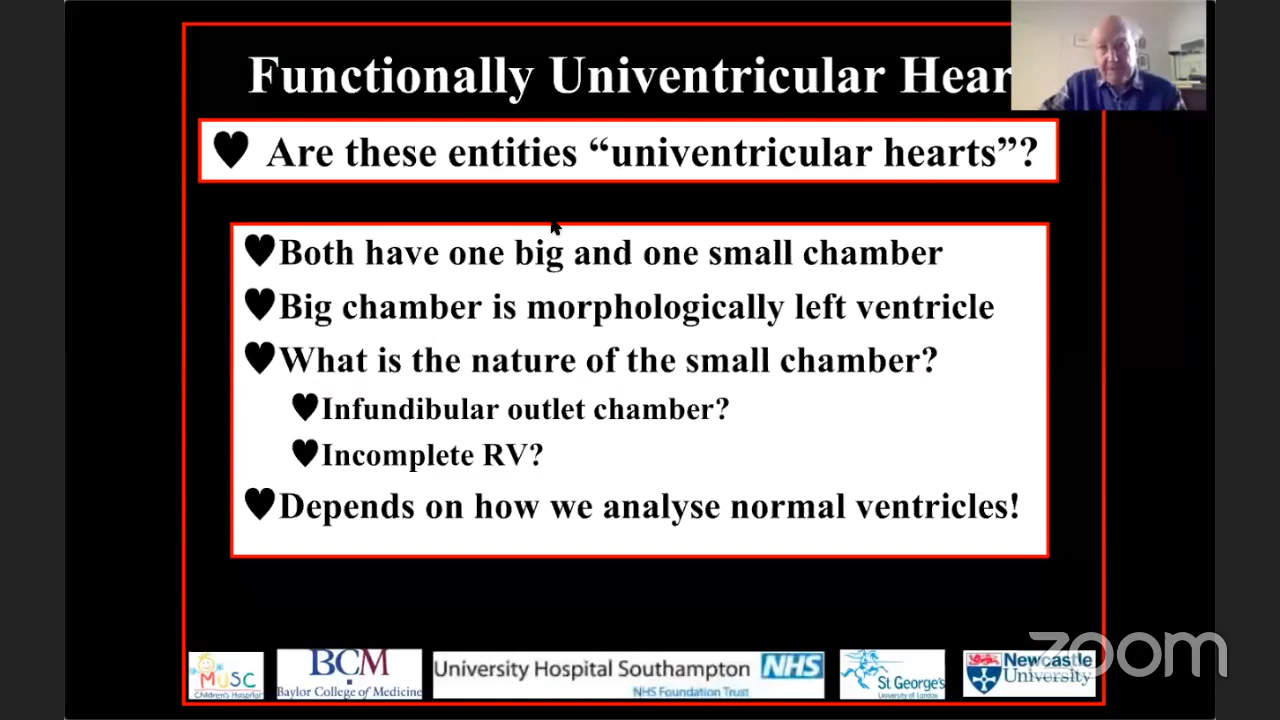 Functionally Univentricular Hear
Are these entities “univentricular hearts”?
Both have one big and one small chamber
Big chamber is morphologically left ventricle
What is the nature of the small chamber?
Infundibular outlet chamber?
Incomplete RV?
Depends on how we analyse normal ventricles!
MUSC
Children's Hospital
BCM
Baylor College of Medicine
University Hospital Southampton NHS
NHS Foundation Trust
St George's
University of London
Newcastle
University
zoom